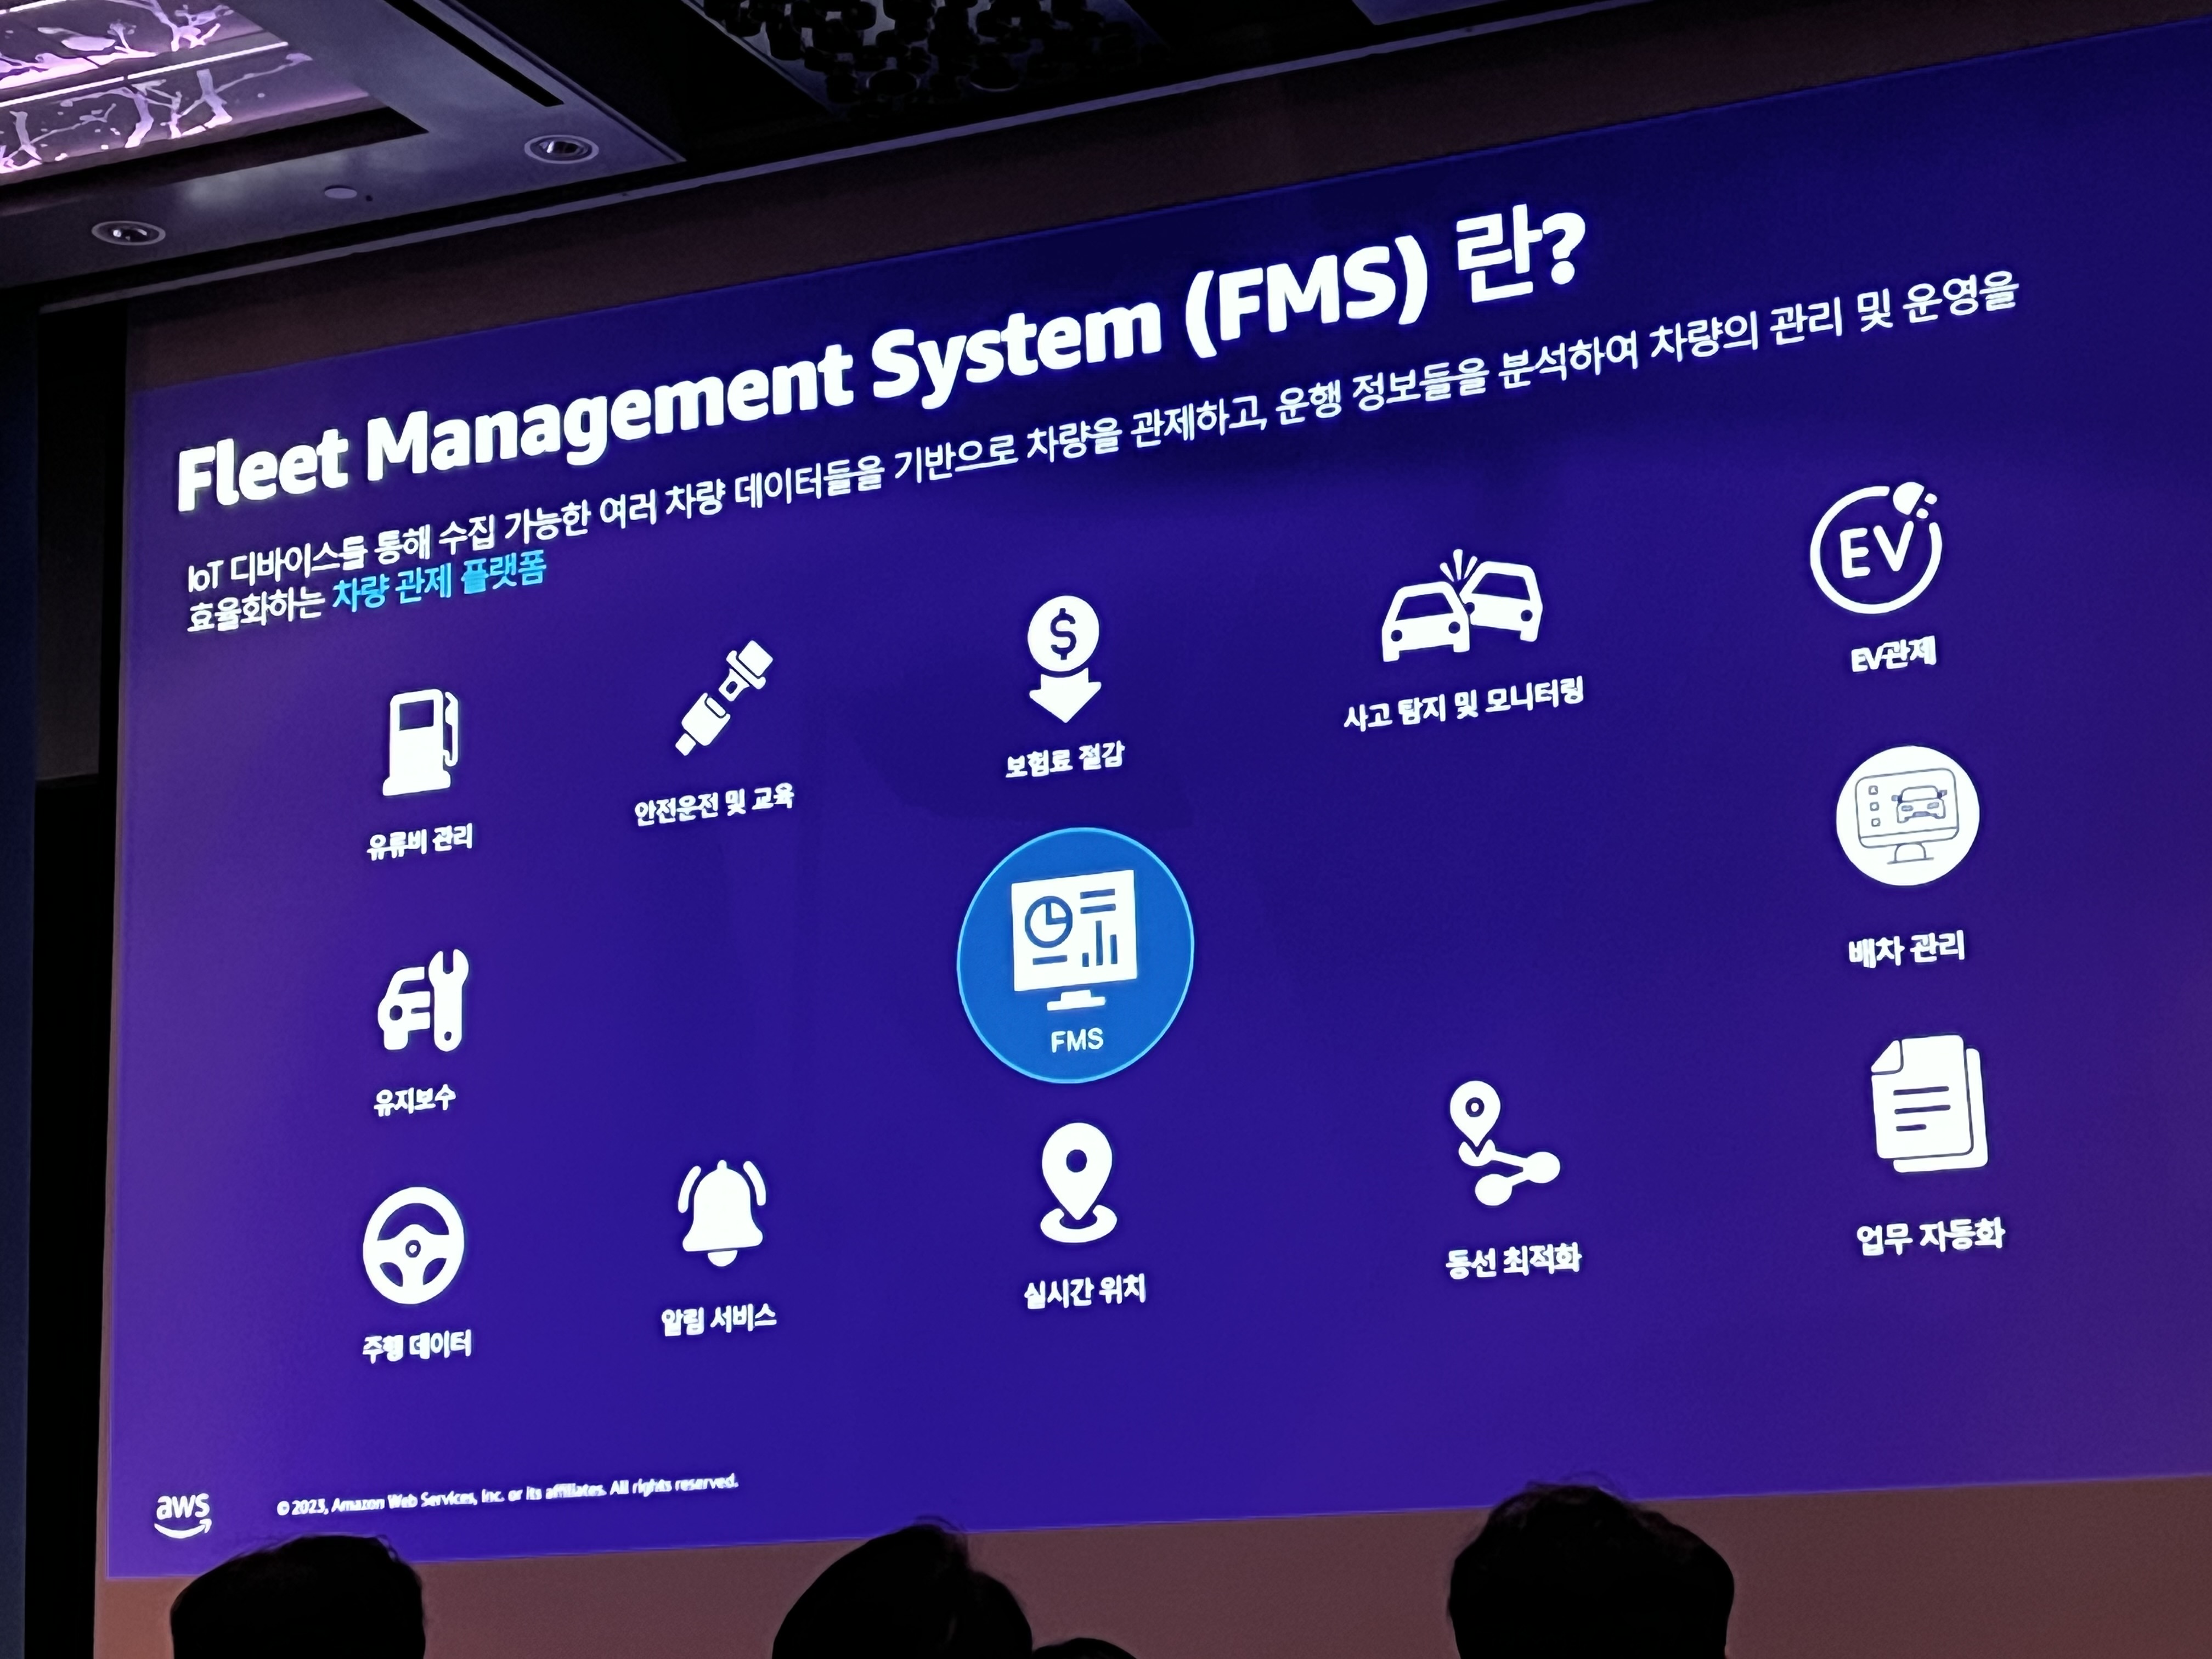 Fleet Management System (FMS) 란?
IoT 디바이스를 통해 수집 가능한 여러 차량 데이터들을 기반으로 차량을 관제하고, 운행 정보들을 분석하여 차량의 관리 및 운영을
효율화하는 차량 관제 플랫폼
유류비 관리
안전운전 및 교육
보험료 절감
사고 탐지 및 모니터링
EV
EV관제
유지보수
FMS
배차 관리
주행 데이터
알림 서비스
실시간 위치
동선 최적화
업무 자동화
aws
© 2023, Amazon Web Services, Inc. or its affiliates. All rights reserved.